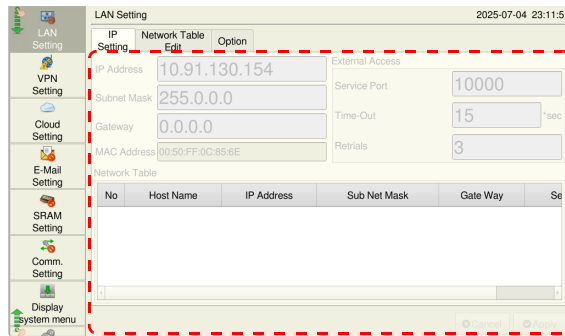 LAN Setting
2025-07-04 23:11:5
LAN
Setting
VPN
Setting
Cloud
Setting
E-Mail
Setting
SRAM
Setting
Comm.
Setting
Display
system menu
IP
Setting
Network Table
Edit
Option
IP Address 10.91.130.154
Subnet Mask 255.0.0.0
Gateway 0.0.0.0
MAC Address 00:50:FF:0C:85:6E
External Access
Service Port 10000
Time-Out 15 *sec
Retrials 3
Network Table
No Host Name IP Address Sub Net Mask Gate Way Se
Cancel Apply